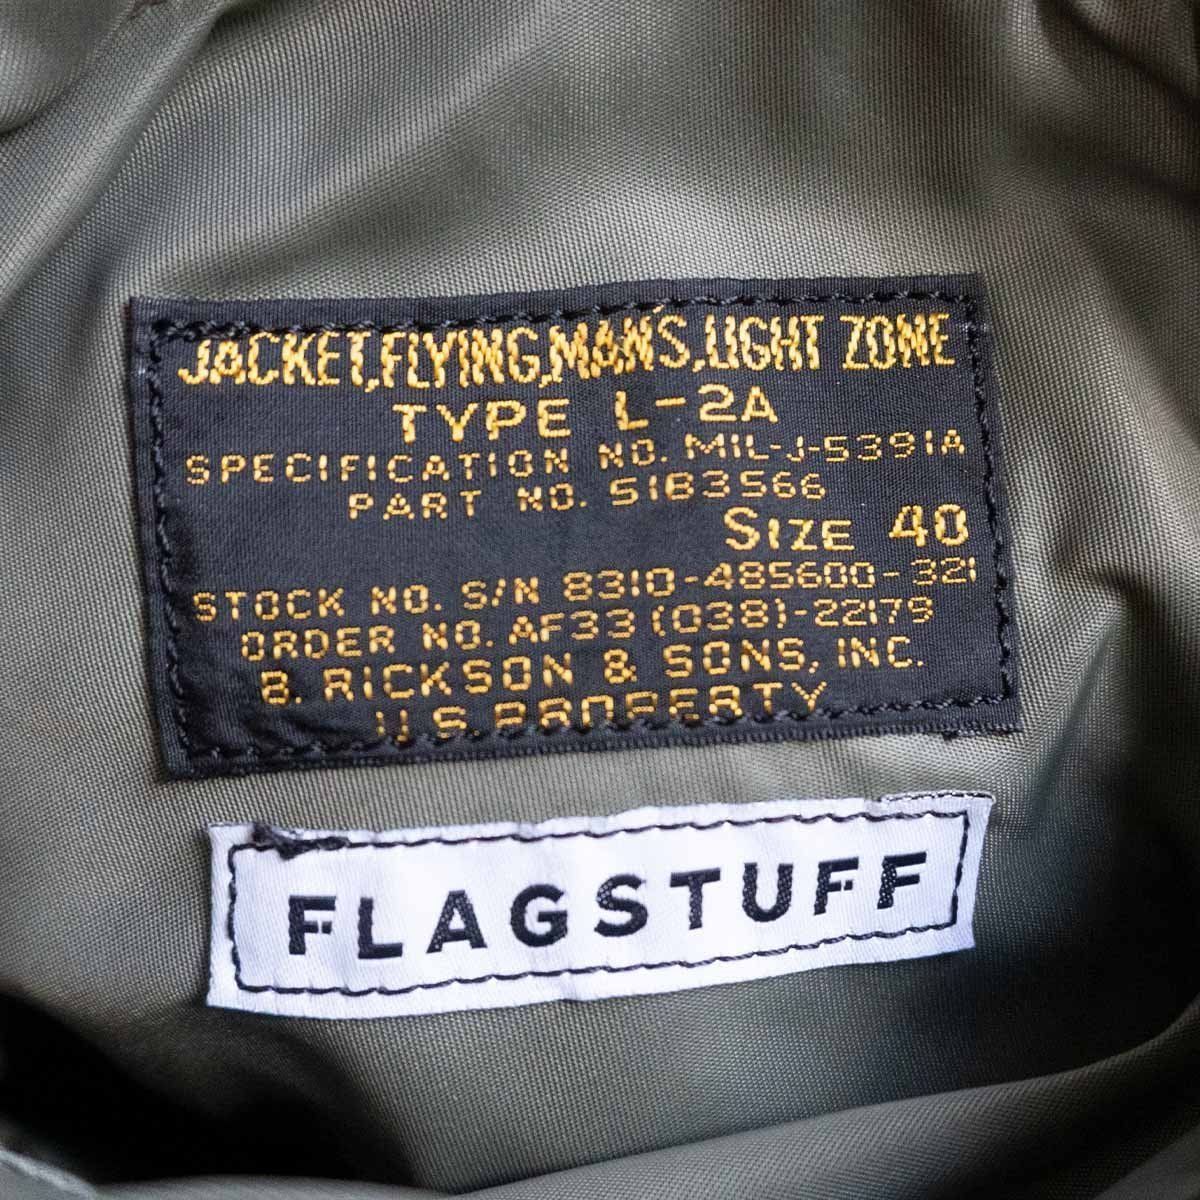 JACKET,FLYING,MAN'S,LIGHT ZONE
TYPE L-2A
SPECIFICATION NO. MIL-J-5391A
PART NO. 51B3566
SIZE 40
STOCK NO. S/N 8310-485600-321
ORDER NO. AF33 (038)-22179
B. RICKSON & SONS, INC.
U.S. PROPERTY
FLAGSTUFF